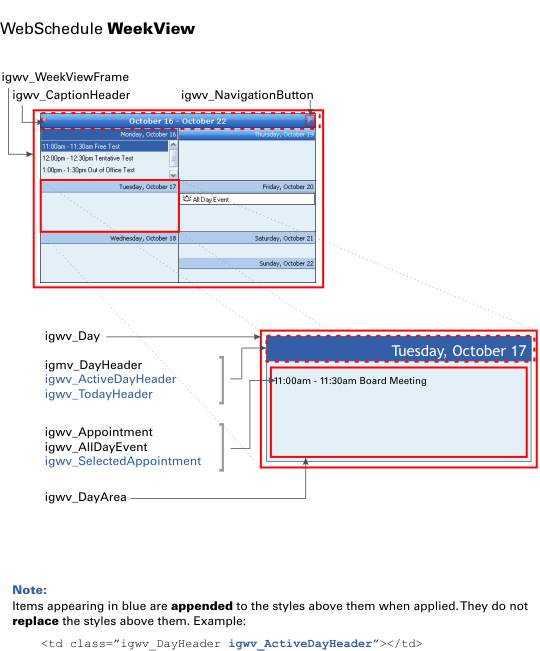 WebSchedule WeekView
igwv_WeekViewFrame
igwv_CaptionHeader
igwv_NavigationButton
October 16 - October 22
Monday, October 16
Thursday, October 19
11:00am - 11:30am Free Test
12:00pm - 12:30pm Tentative Test
1:00pm - 1:30pm Out of Office Test
Tuesday, October 17
Friday, October 20
All Day Event
Wednesday, October 18
Saturday, October 21
Sunday, October 22
igwv_Day
Tuesday, October 17
igmv_DayHeader
igwv_ActiveDayHeader
igwv_TodayHeader
11:00am - 11:30am Board Meeting
igwv_Appointment
igwv_AllDayEvent
igwv_SelectedAppointment
igwv_DayArea
Note:
Items appearing in blue are appended to the styles above them when applied. They do not
replace the styles above them. Example:
<td class=”igwv_DayHeader igwv_ActiveDayHeader”></td>